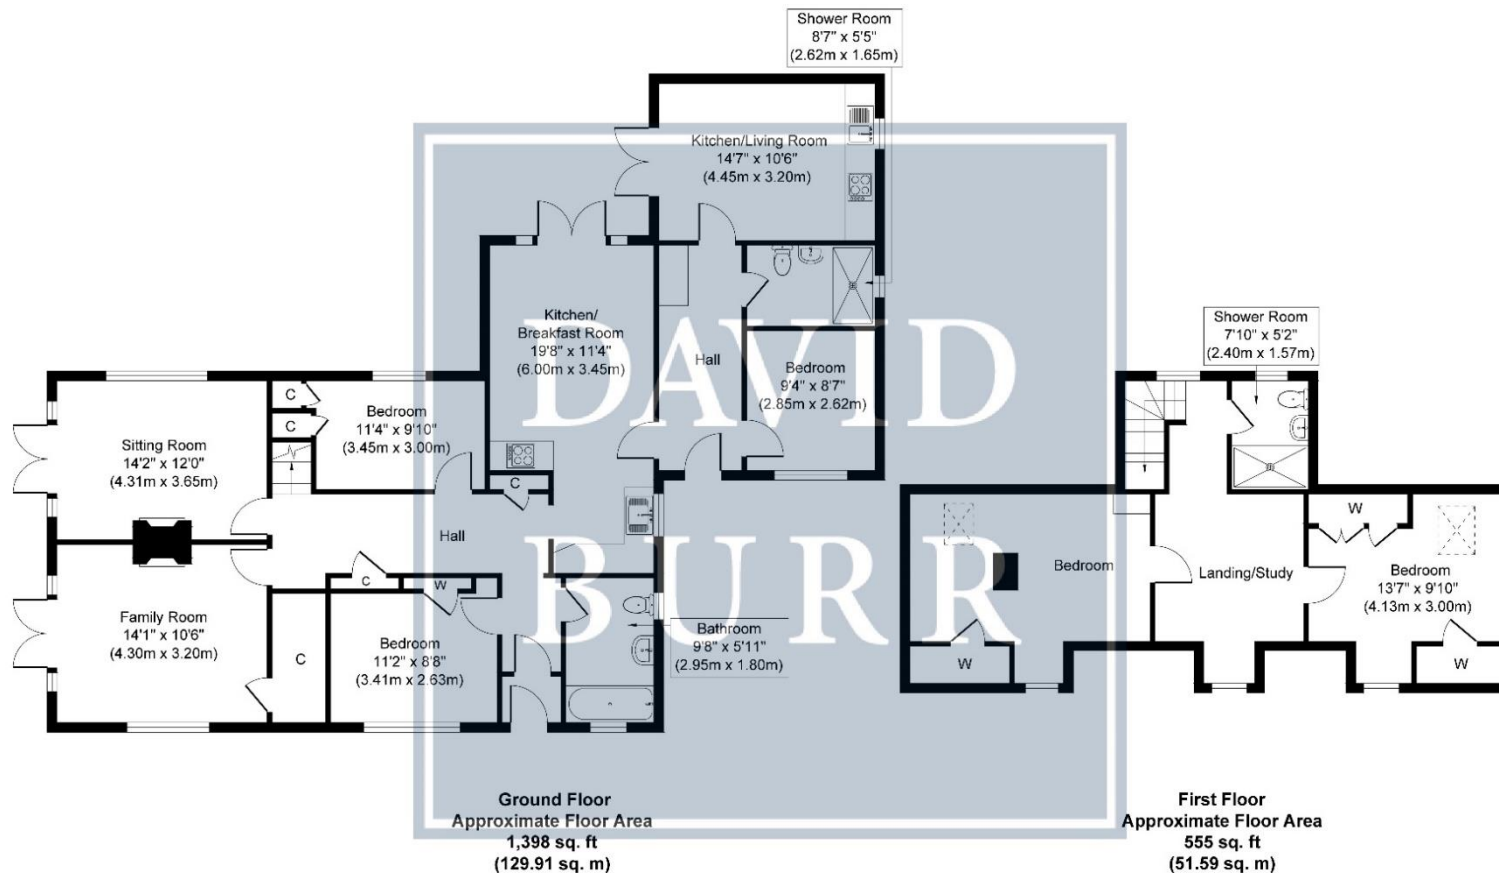 Shower Room
8'7" x 5'5"
(2.62m x 1.65m)
Kitchen/Living Room
14'7" x 10'6"
(4.45m x 3.20m)
Kitchen/
Breakfast Room
19'8" x 11'4"
(6.00m x 3.45m)
Hall
Bedroom
9'4" x 8'7"
(2.85m x 2.62m)
C
C
Bedroom
11'4" x 9'10"
(3.45m x 3.00m)
Sitting Room
14'2" x 12'0"
(4.31m x 3.65m)
C
Hall
C
W
Family Room
14'1" x 10'6"
(4.30m x 3.20m)
C
Bedroom
11'2" x 8'8"
(3.41m x 2.63m)
Bathroom
9'8" x 5'11"
(2.95m x 1.80m)
DAVID
BURR
Ground Floor
Approximate Floor Area
1,398 sq. ft
(129.91 sq. m)
Shower Room
7'10" x 5'2"
(2.40m x 1.57m)
Bedroom
W
Landing/Study
W
Bedroom
13'7" x 9'10"
(4.13m x 3.00m)
W
First Floor
Approximate Floor Area
555 sq. ft
(51.59 sq. m)